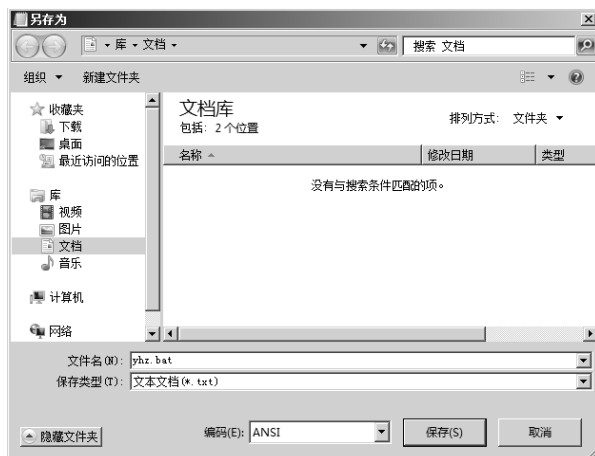 另存为
库 文档
搜索 文档
组织 新建文件夹
收藏夹
下载
桌面
最近访问的位置
库
视频
图片
文档
音乐
计算机
网络
文档库
包括: 2 个位置
排列方式: 文件夹
名称 修改日期 类型
没有与搜索条件匹配的项。
文件名(N): yhz.bat
保存类型(T): 文本文档(*.txt)
隐藏文件夹 编码(E): ANSI 保存(S) 取消